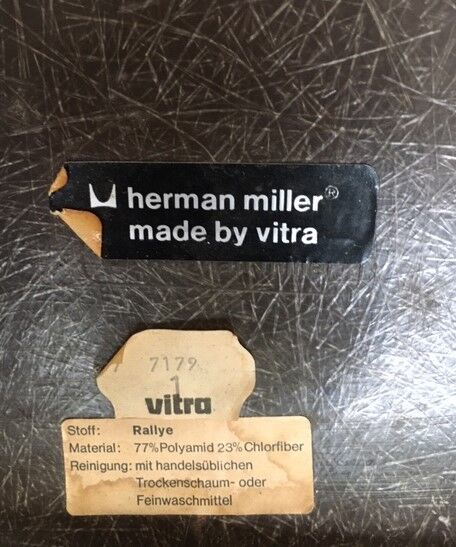 herman miller®
made by vitra
7179
1
vitra
Stoff: Rallye
Material: 77%Polyamid 23%Chlorfiber
Reinigung: mit handelsüblichen
Trockenschaum- oder
Feinwaschmittel